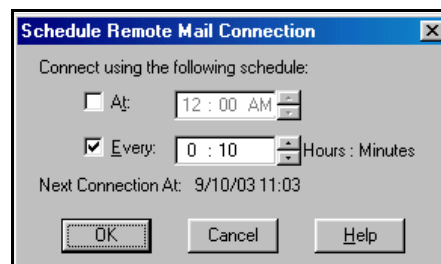 Schedule Remote Mail Connection
Connect using the following schedule:
At: 12 : 00 AM
Every: 0 : 10 Hours : Minutes
Next Connection At: 9/10/03 11:03
OK Cancel Help